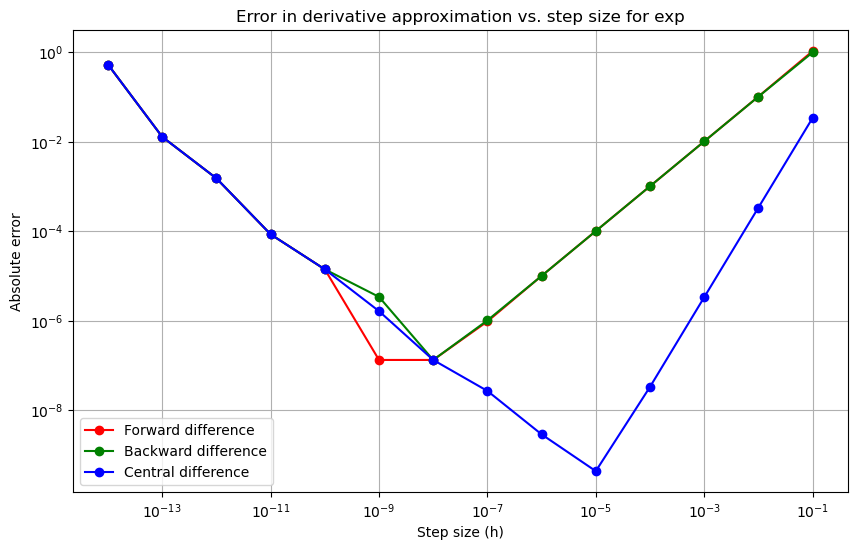 Error in derivative approximation vs. step size for exp
Absolute error
10⁰
10⁻²
10⁻⁴
10⁻⁶
10⁻⁸
Forward difference
Backward difference
Central difference
10⁻¹³ 10⁻¹¹ 10⁻⁹ 10⁻⁷ 10⁻⁵ 10⁻³ 10⁻¹
Step size (h)